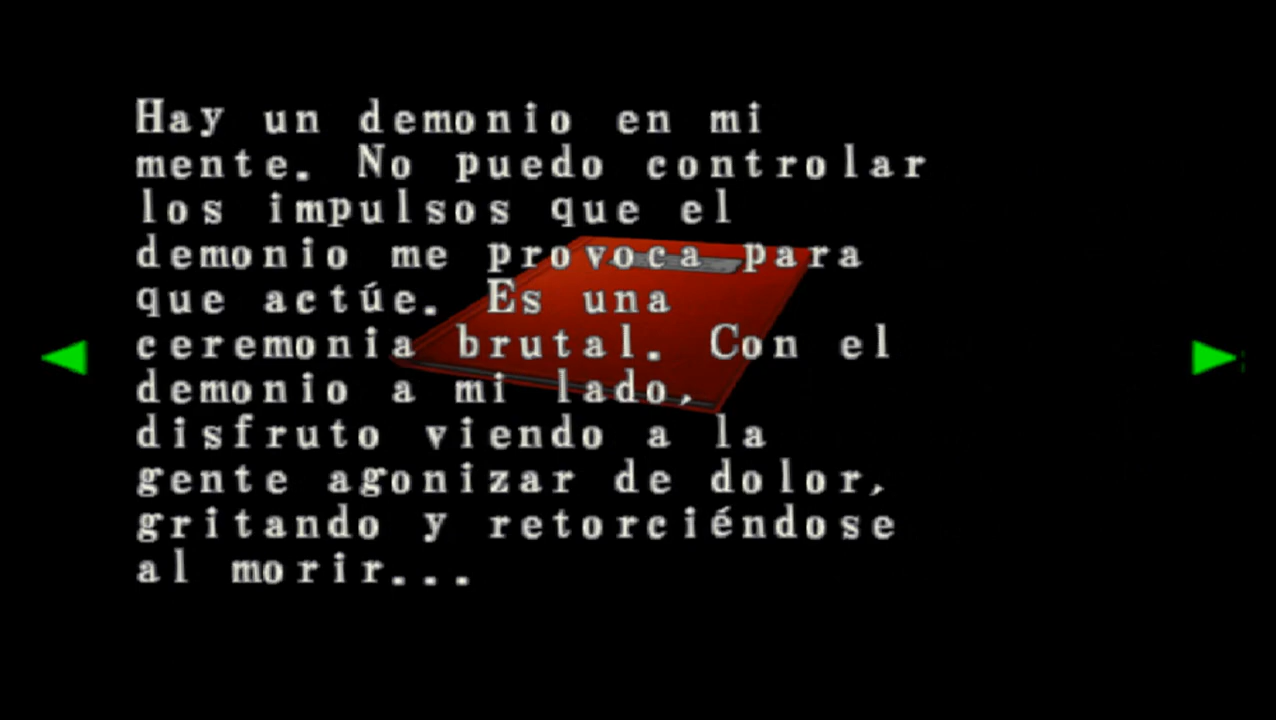 Hay un demonio en mi
mente. No puedo controlar
los impulsos que el
demonio me provoca para
que actúe. Es una
ceremonia brutal. Con el
demonio a mi lado,
disfruto viendo a la
gente agonizar de dolor,
gritando y retorciéndose
al morir...